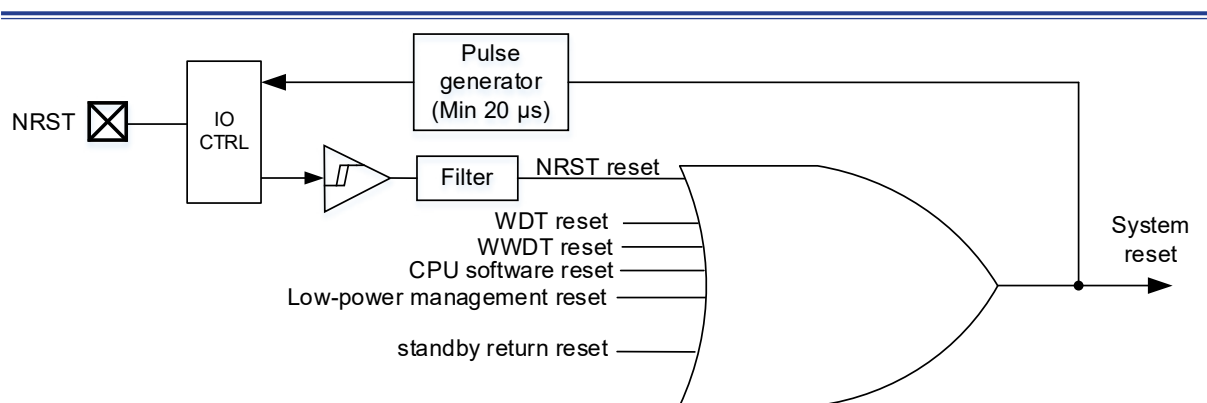 Pulse
generator
(Min 20 µs)
NRST
IO
CTRL
Filter
NRST reset
WDT reset
WWDT reset
CPU software reset
Low-power management reset
standby return reset
System
reset